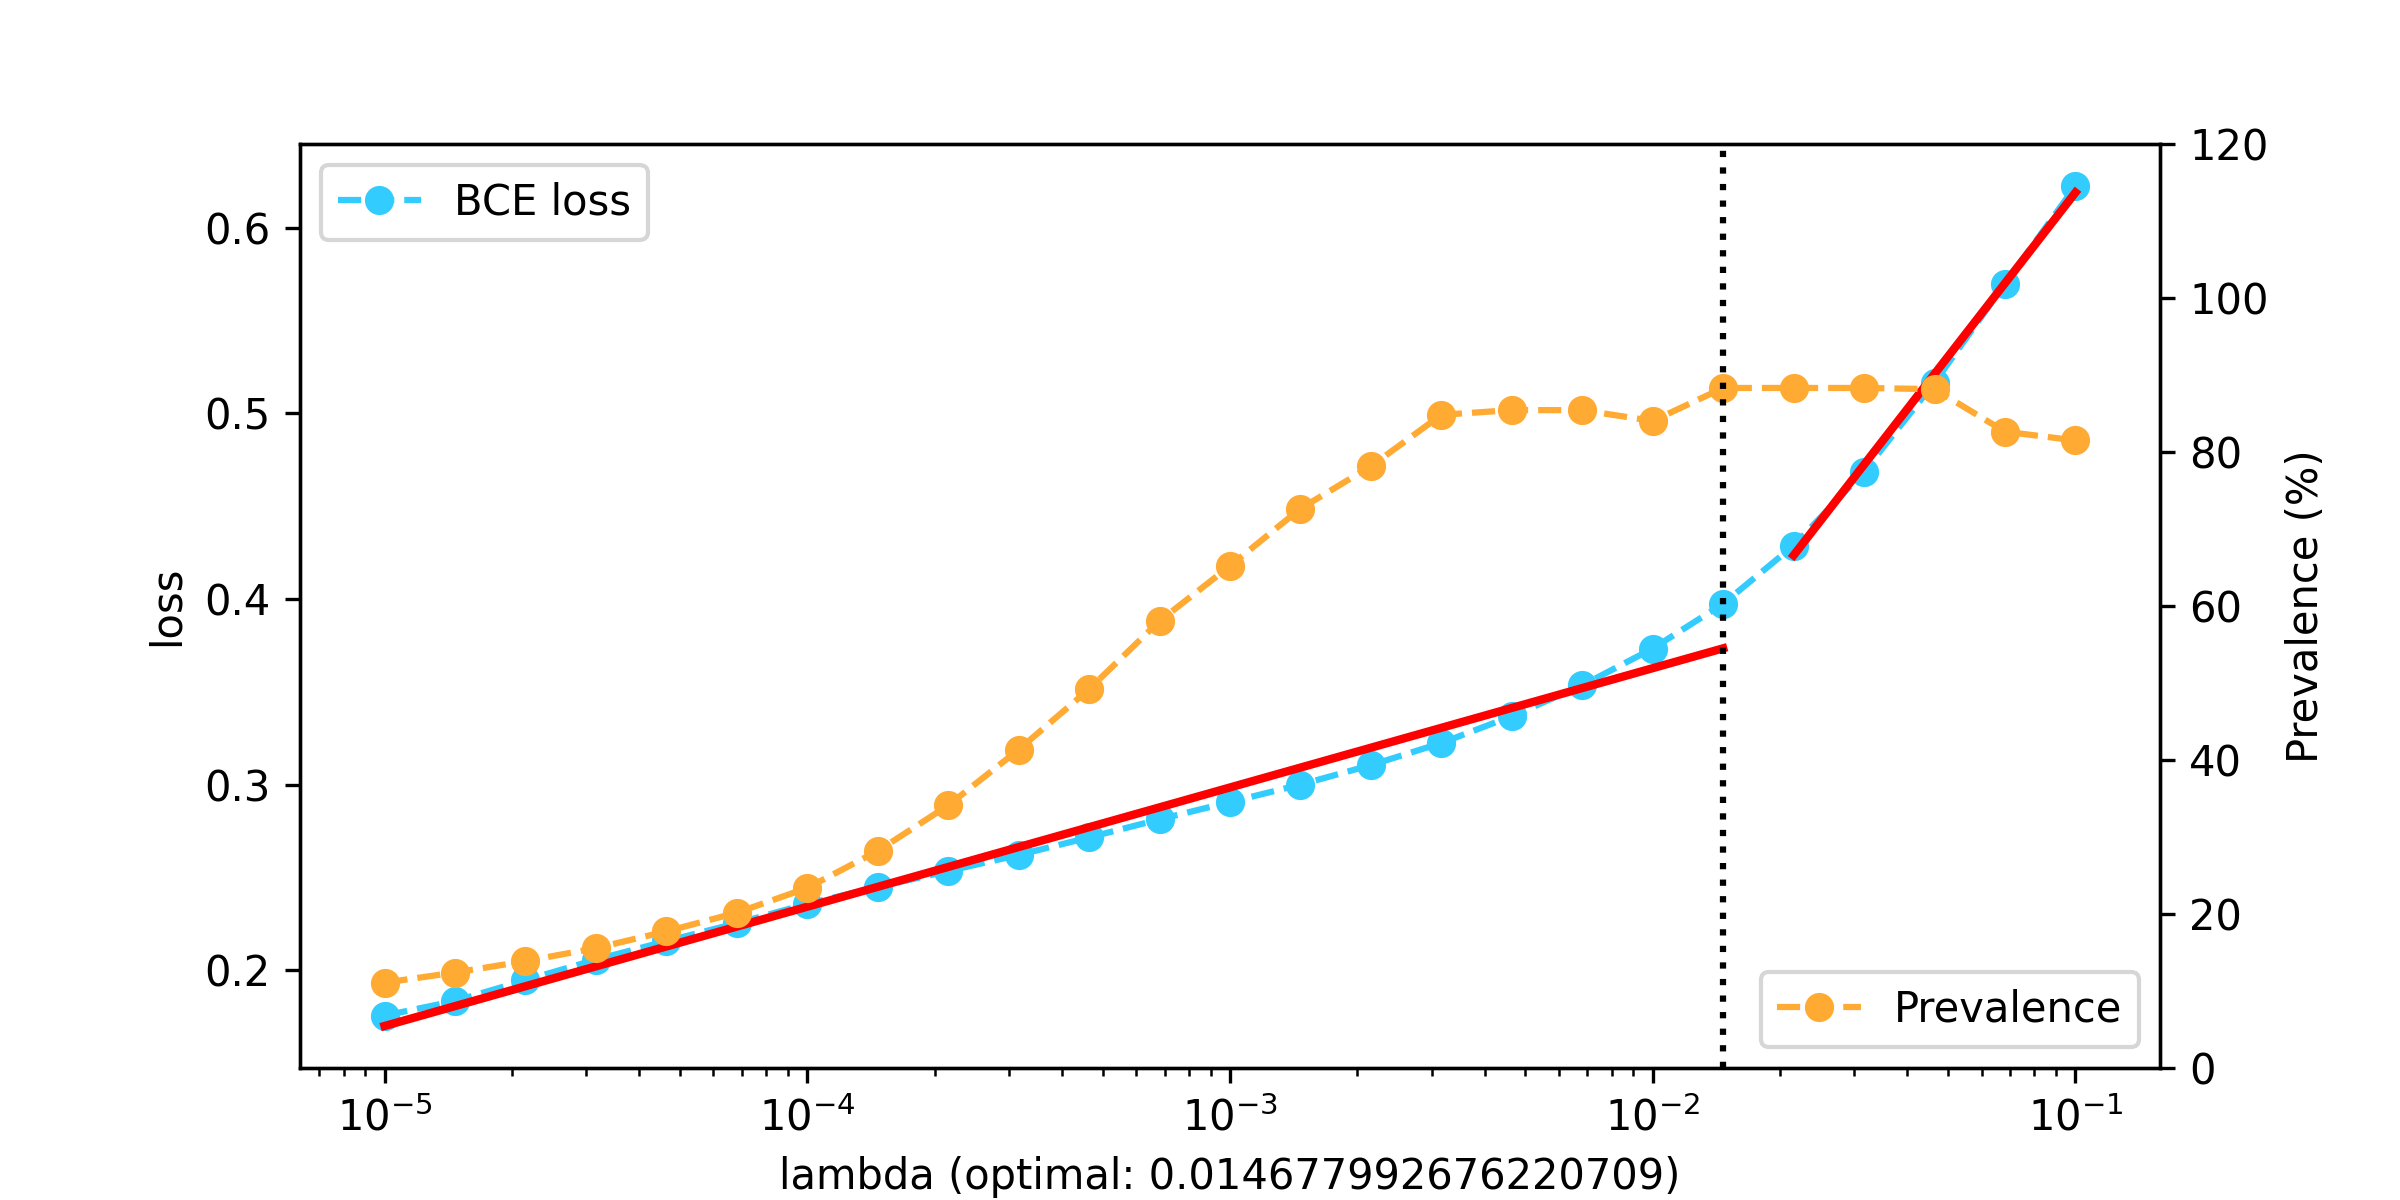 BCE loss
Prevalence
0.6
0.5
0.4
0.3
0.2
loss
120
100
80
60
40
20
0
Prevalence (%)
10⁻⁵ 10⁻⁴ 10⁻³ 10⁻² 10⁻¹
lambda (optimal: 0.014677992676220709)